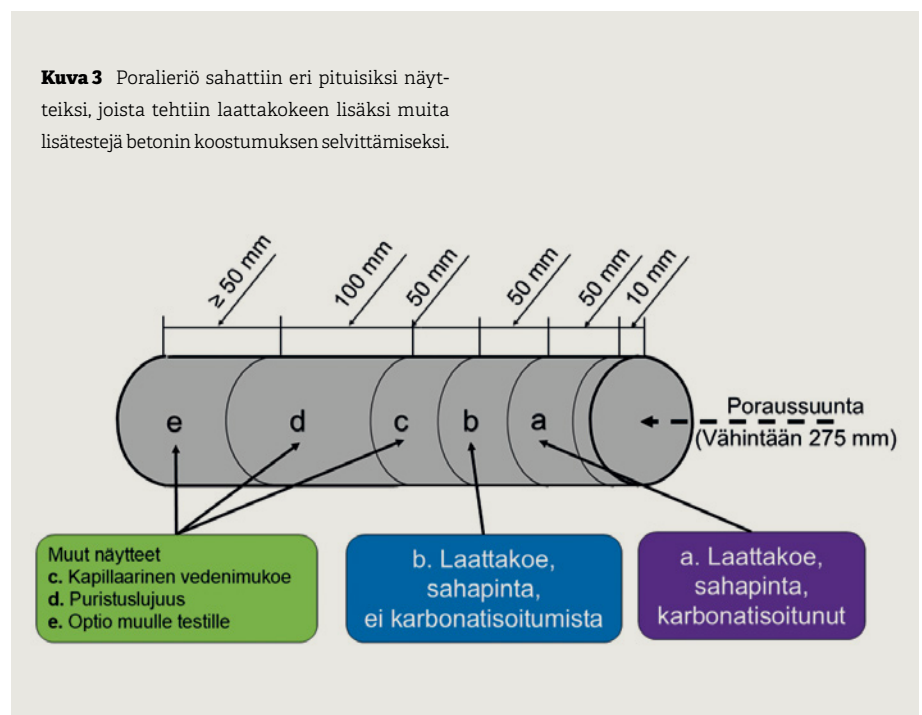 Kuva 3 Poralieriö sahattiin eri pituisiksi näyt-
teiksi, joista tehtiin laattakokeen lisäksi muita
lisätestejä betonin koostumuksen selvittämiseksi.
≥ 50 mm
100 mm
50 mm
50 mm
50 mm
10 mm
e
d
c
b
a
Poraussuunta
(Vähintään 275 mm)
Muut näytteet
c. Kapillaarinen vedenimukoe
d. Puristuslujuus
e. Optio muulle testille
b. Laattakoe,
sahapinta,
ei karbonatisoitumista
a. Laattakoe,
sahapinta,
karbonatisoitunut